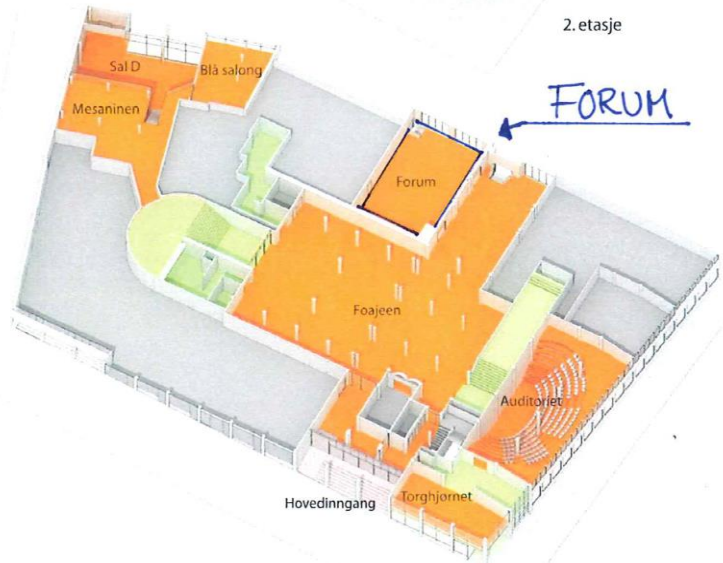 2. etasje
FORUM
Sal D
Blå salong
Mesaninen
Forum
Foajeen
Auditoriet
Hovedinngang
Torghjørnet